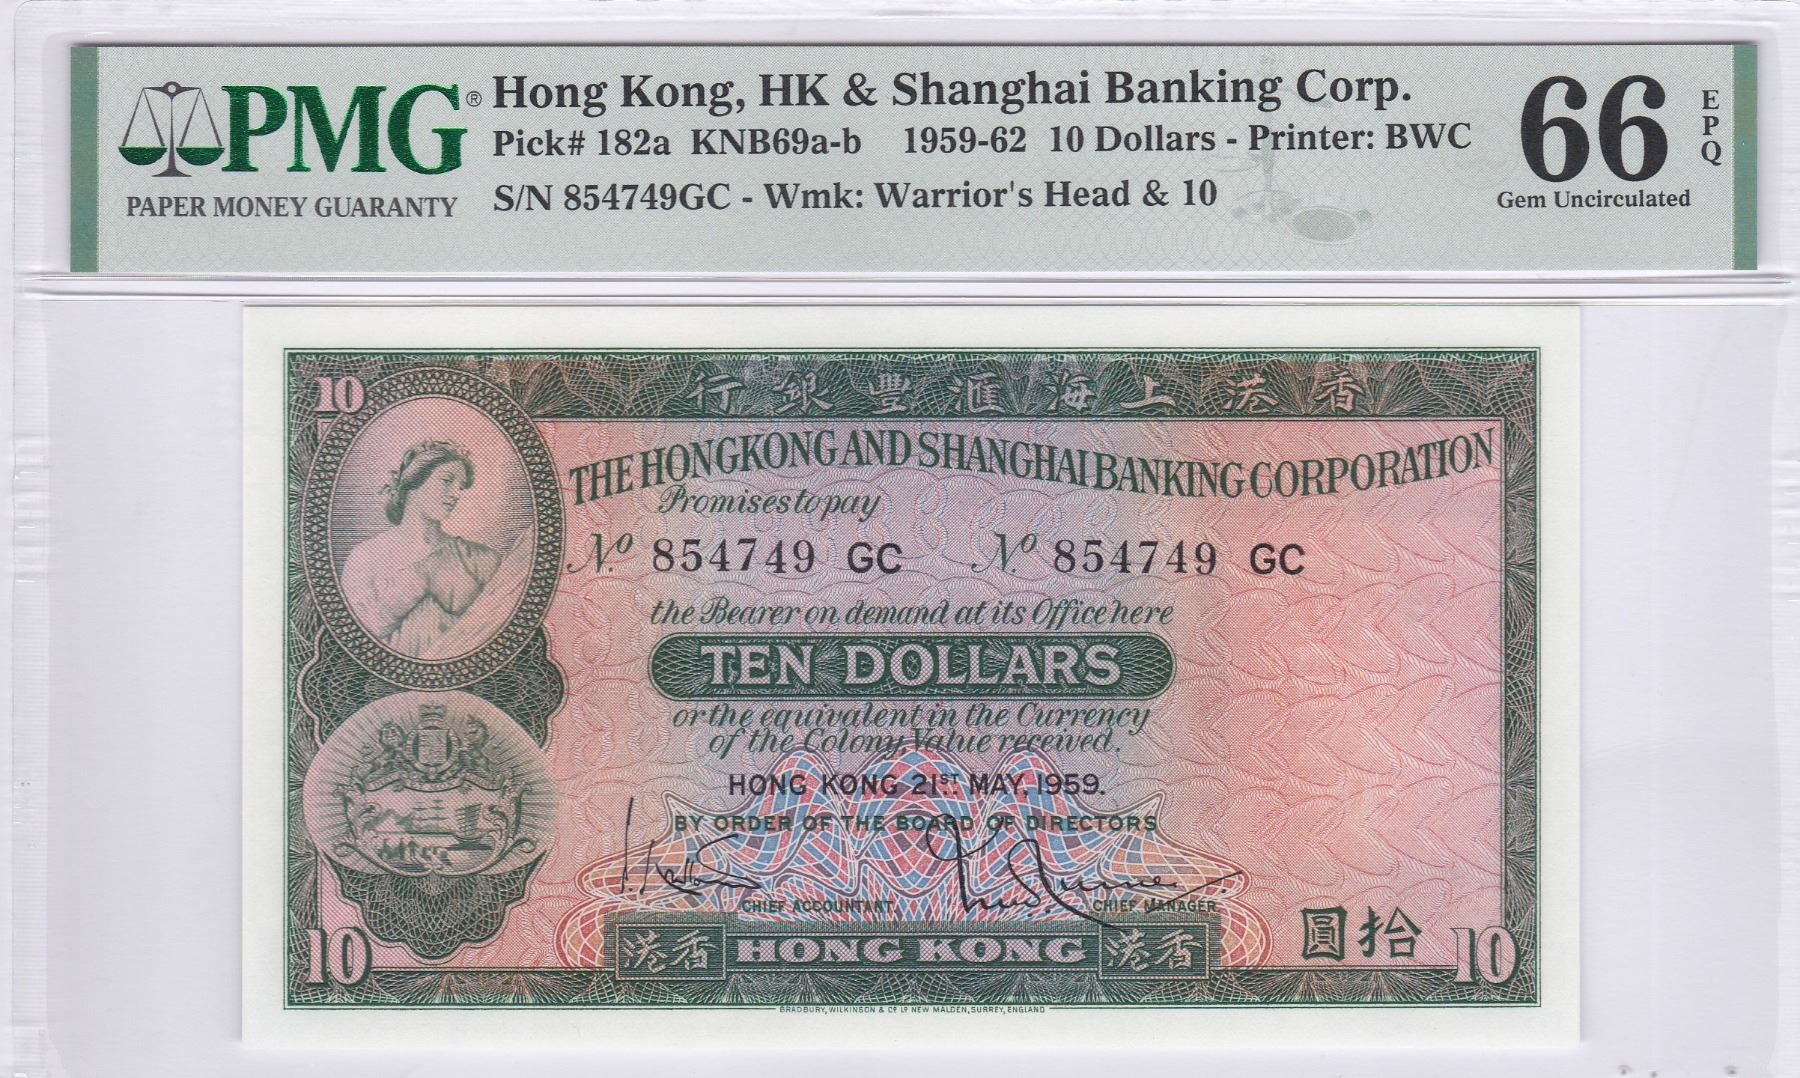 PMG®
PAPER MONEY GUARANTY
Hong Kong, HK & Shanghai Banking Corp.
Pick# 182a KNB69a-b 1959-62 10 Dollars - Printer: BWC
S/N 854749GC - Wmk: Warrior's Head & 10
66
EPQ
Gem Uncirculated
10
行銀豐滙海上港香
THE HONGKONG AND SHANGHAI BANKING CORPORATION
Promises to pay
No. 854749 GC No. 854749 GC
the Bearer on demand at its Office here
TEN DOLLARS
or the equivalent in the Currency
of the Colony Value received.
HONG KONG 21ST MAY, 1959.
BY ORDER OF THE BOARD OF DIRECTORS
CHIEF ACCOUNTANT CHIEF MANAGER
10 港香 HONG KONG 港香 圓拾 10
BRADBURY, WILKINSON & Co. Ld. NEW MALDEN, SURREY, ENGLAND